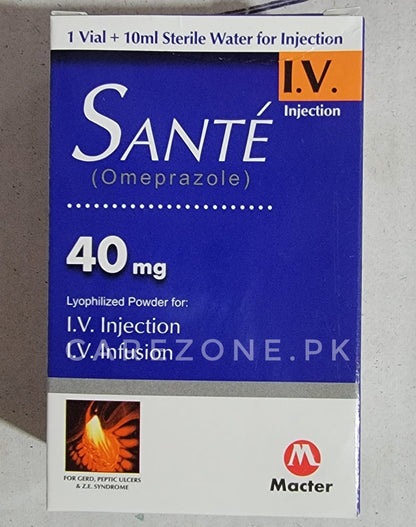 1 Vial + 10ml Sterile Water for Injection
I.V.
Injection
SANTÉ
(Omeprazole)
40 mg
Lyophilized Powder for:
I.V. Injection
I.V. Infusion
CAREZONE.PK
FOR GERD, PEPTIC ULCERS
& Z.E. SYNDROME
Macter